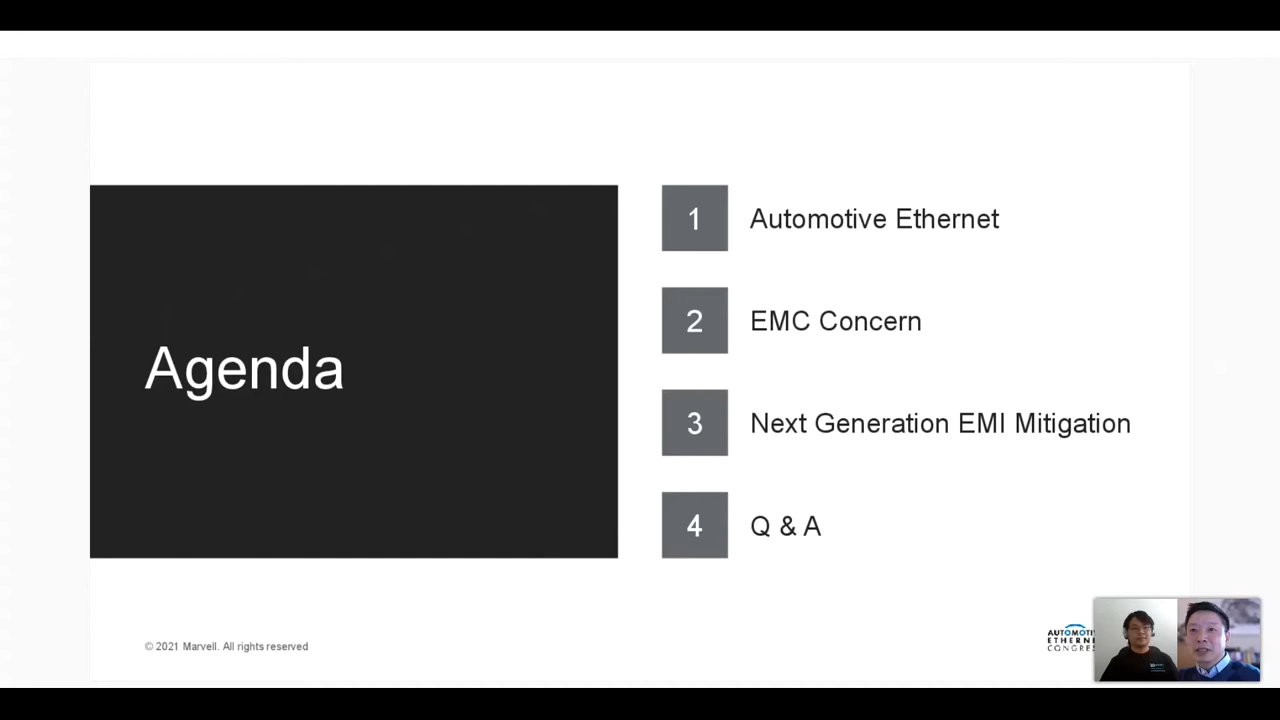 Agenda
1 Automotive Ethernet
2 EMC Concern
3 Next Generation EMI Mitigation
4 Q & A
© 2021 Marvell. All rights reserved